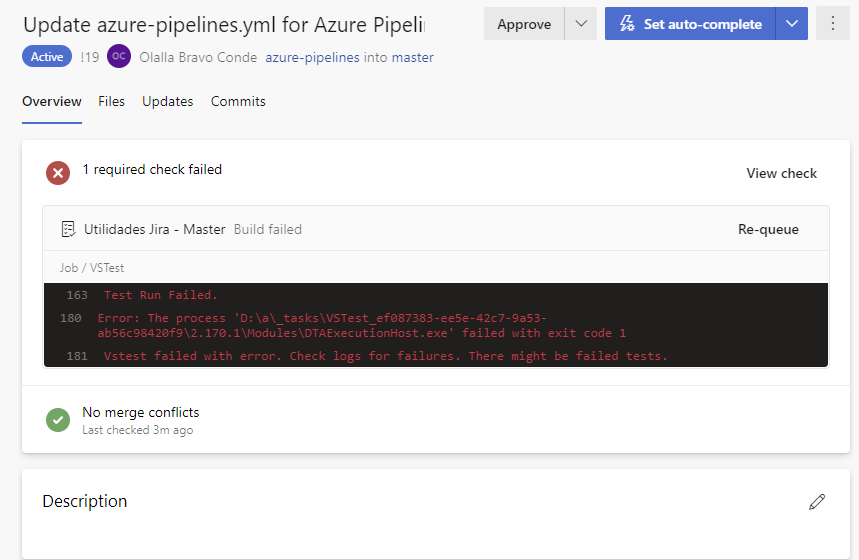 Update azure-pipelines.yml for Azure Pipeli
Approve
Set auto-complete
Active !19 OC Olalla Bravo Conde azure-pipelines into master
Overview Files Updates Commits
1 required check failed
View check
Utilidades Jira - Master Build failed
Re-queue
Job / VSTest
163 Test Run Failed.
180 Error: The process 'D:\a\_tasks\VSTest_ef087383-ee5e-42c7-9a53-
ab56c98420f9\2.170.1\Modules\DTAExecutionHost.exe' failed with exit code 1
181 Vstest failed with error. Check logs for failures. There might be failed tests.
No merge conflicts
Last checked 3m ago
Description